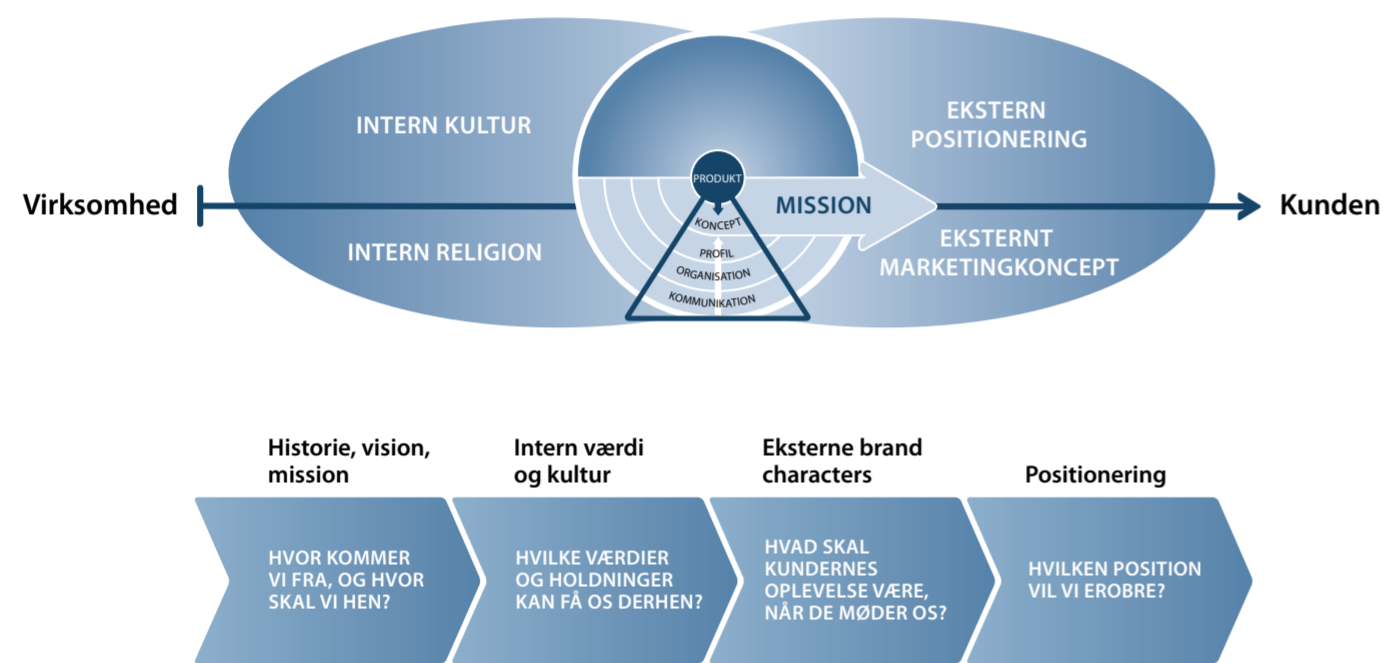 INTERN KULTUR
EKSTERN
POSITIONERING
PRODUKT
Virksomhed
MISSION
Kunden
KONCEPT
INTERN RELIGION
EKSTERNT
MARKETINGKONCEPT
PROFIL
ORGANISATION
KOMMUNIKATION
Historie, vision,
mission
Intern værdi
og kultur
Eksterne brand
characters
Positionering
HVOR KOMMER
VI FRA, OG HVOR
SKAL VI HEN?
HVILKE VÆRDIER
OG HOLDNINGER
KAN FÅ OS DERHEN?
HVAD SKAL
KUNDERNES
OPLEVELSE VÆRE,
NÅR DE MØDER OS?
HVILKEN POSITION
VIL VI EROBRE?